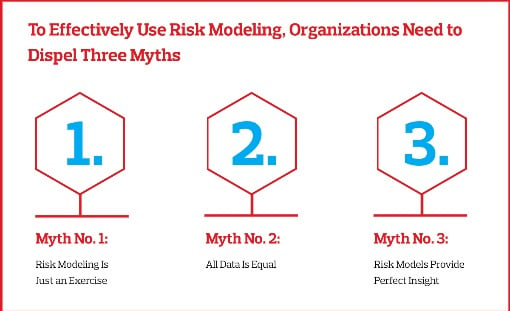 To Effectively Use Risk Modeling, Organizations Need to
Dispel Three Myths
1.
2.
3.
Myth No. 1:
Risk Modeling Is
Just an Exercise
Myth No. 2:
All Data Is Equal
Myth No. 3:
Risk Models Provide
Perfect Insight